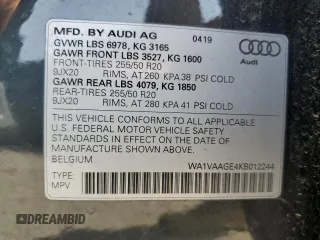 MFD. BY AUDI AG 04/19
GVWR LBS 6978, KG 3165
GAWR FRONT LBS 3527, KG 1600
FRONT-TIRES 255/50 R20
9JX20 RIMS, AT 260 KPA 38 PSI COLD
GAWR REAR LBS 4079, KG 1850
REAR-TIRES 255/50 R20
9JX20 RIMS, AT 280 KPA 41 PSI COLD
Audi
THIS VEHICLE CONFORMS TO ALL APPLICABLE
U.S. FEDERAL MOTOR VEHICLE SAFETY
STANDARDS IN EFFECT ON THE DATE OF
MANUFACTURE SHOWN ABOVE.
BELGIUM
WA1VAAGE4KB012244
TYPE:
MPV
DREAMBID